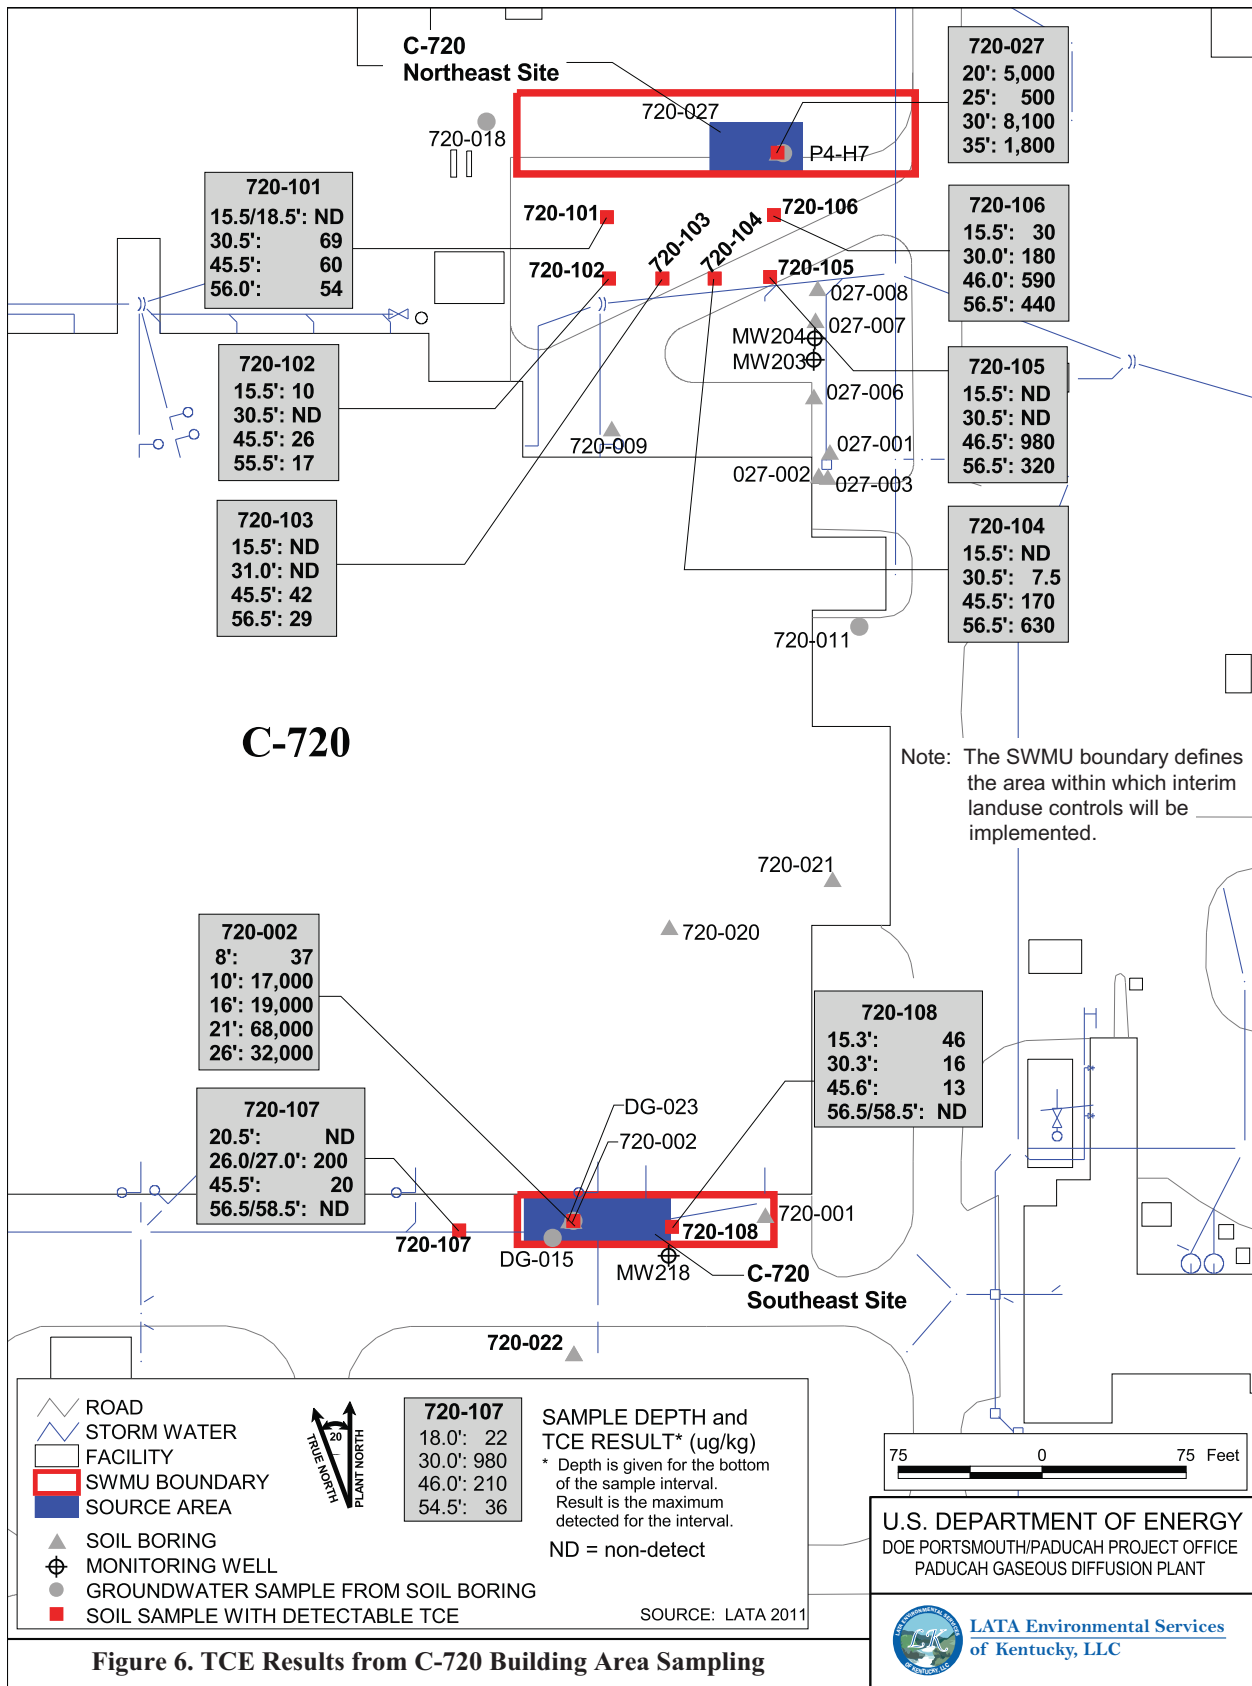 C-720
Northeast Site
720-027
20': 5,000
25': 500
30': 8,100
35': 1,800
720-027
720-018
P4-H7
720-101
15.5/18.5': ND
30.5': 69
45.5': 60
56.0': 54
720-101
720-103
720-104
720-106
720-106
15.5': 30
30.0': 180
46.0': 590
56.5': 440
720-102
720-105
027-008
027-007
MW204
MW203
720-102
15.5': 10
30.5': ND
45.5': 26
55.5': 17
720-105
15.5': ND
30.5': ND
46.5': 980
56.5': 320
027-006
720-009
027-001
027-002
027-003
720-103
15.5': ND
31.0': ND
45.5': 42
56.5': 29
720-104
15.5': ND
30.5': 7.5
45.5': 170
56.5': 630
720-011
C-720
Note: The SWMU boundary defines
the area within which interim
landuse controls will be
implemented.
720-021
720-020
720-002
8': 37
10': 17,000
16': 19,000
21': 68,000
26': 32,000
720-108
15.3': 46
30.3': 16
45.6': 13
56.5/58.5': ND
720-107
20.5': ND
26.0/27.0': 200
45.5': 20
56.5/58.5': ND
DG-023
720-002
720-001
720-107
720-108
DG-015
MW218
C-720
Southeast Site
720-022
ROAD
STORM WATER
FACILITY
SWMU BOUNDARY
SOURCE AREA
SOIL BORING
MONITORING WELL
GROUNDWATER SAMPLE FROM SOIL BORING
SOIL SAMPLE WITH DETECTABLE TCE
20
TRUE NORTH
PLANT NORTH
720-107
18.0': 22
30.0': 980
46.0': 210
54.5': 36
SAMPLE DEPTH and
TCE RESULT* (ug/kg)
* Depth is given for the bottom
of the sample interval.
Result is the maximum
detected for the interval.
ND = non-detect
SOURCE: LATA 2011
75 0 75 Feet
U.S. DEPARTMENT OF ENERGY
DOE PORTSMOUTH/PADUCAH PROJECT OFFICE
PADUCAH GASEOUS DIFFUSION PLANT
LATA ENVIRONMENTAL SERVICES
LK
OF KENTUCKY, LLC
LATA Environmental Services
of Kentucky, LLC
Figure 6. TCE Results from C-720 Building Area Sampling